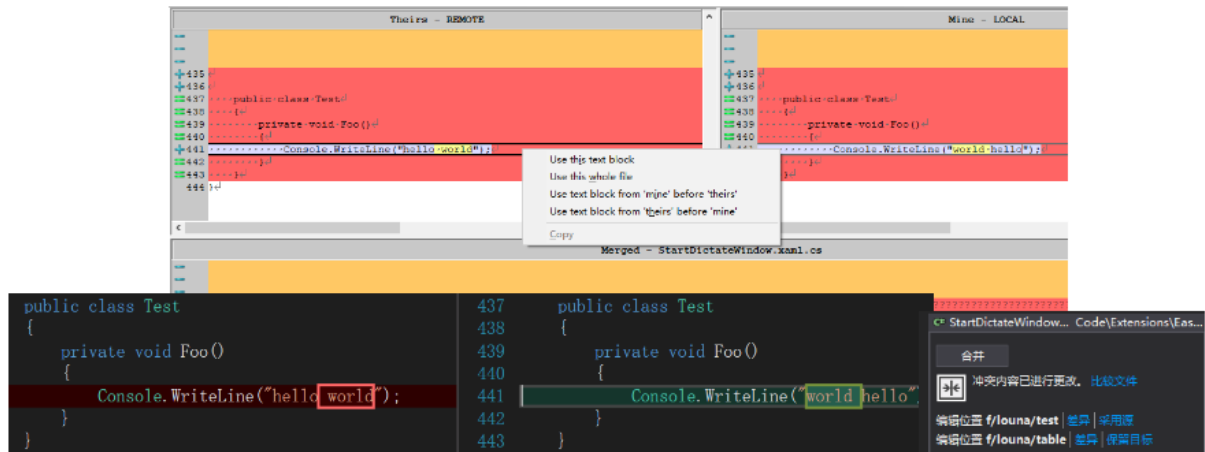 Theirs - REMOTE
Mine - LOCAL
435
436
437 public class Test
438 {
439 private void Foo()
440 {
441 Console.WriteLine("hello world");
442 }
443 }
444 }
435
436
437 public class Test
438 {
439 private void Foo()
440 {
441 Console.WriteLine("world hello");
442 }
443 }
444 }
Use this text block
Use this whole file
Use text block from 'mine' before 'theirs'
Use text block from 'theirs' before 'mine'
Copy
Merged - StartDictateWindow.xaml.cs
????????????????????
public class Test
{
private void Foo()
{
Console.WriteLine("hello world");
}
}
437 public class Test
438 {
439 private void Foo()
440 {
441 Console.WriteLine("world hello"
442 }
443 }
C# StartDictateWindow... Code\Extensions\Eas...
合并
冲突内容已进行更改。 比较文件
编辑位置 f/louna/test | 差异 | 采用源
编辑位置 f/louna/table | 差异 | 保留目标